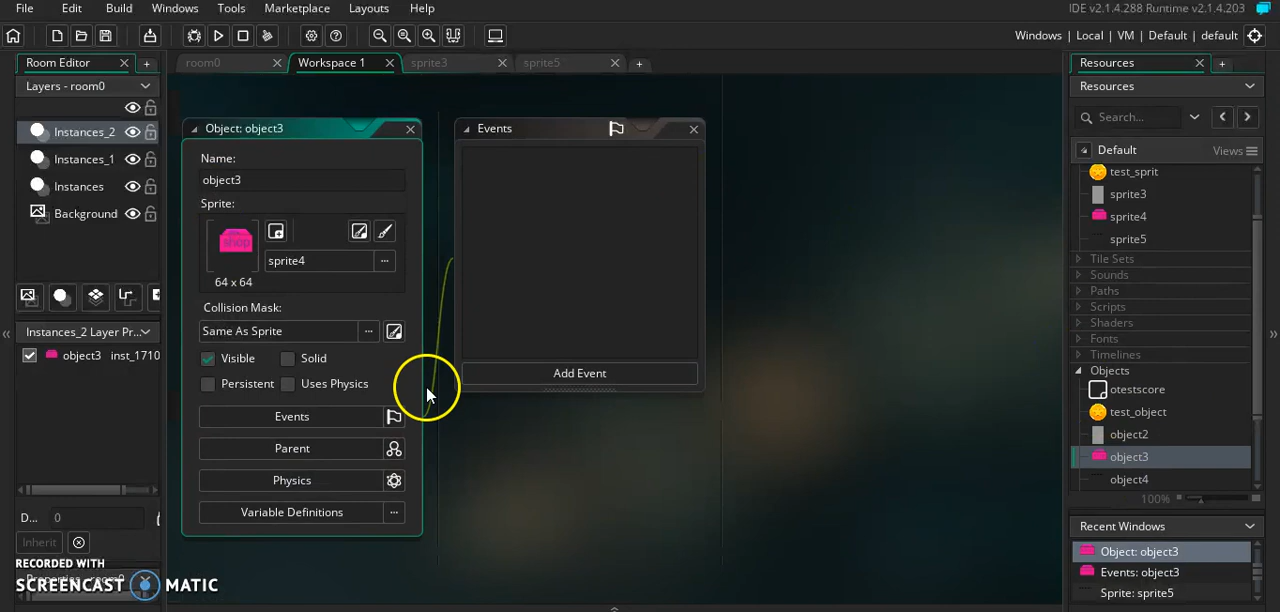 File Edit Build Windows Tools Marketplace Layouts Help IDE v2.1.4.288 Runtime v2.1.4.203
Windows | Local | VM | Default | default
Room Editor
room0 Workspace 1 sprite3 sprite5
Resources
Layers - room0
Resources
Instances_2
Instances_1
Instances
Background
Instances_2 Layer Pr...
object3 inst_1710
D... 0
Inherit
RECORDED WITH
SCREENCAST MATIC
Object: object3
Name:
object3
Sprite:
shop
sprite4
64 x 64
Collision Mask:
Same As Sprite
Visible Solid
Persistent Uses Physics
Events
Parent
Physics
Variable Definitions
Events
Add Event
Search...
Default Views
test_sprit
sprite3
sprite4
sprite5
Tile Sets
Sounds
Paths
Scripts
Shaders
Fonts
Timelines
Objects
otestscore
test_object
object2
object3
object4
100%
Recent Windows
Object: object3
Events: object3
Sprite: sprite5